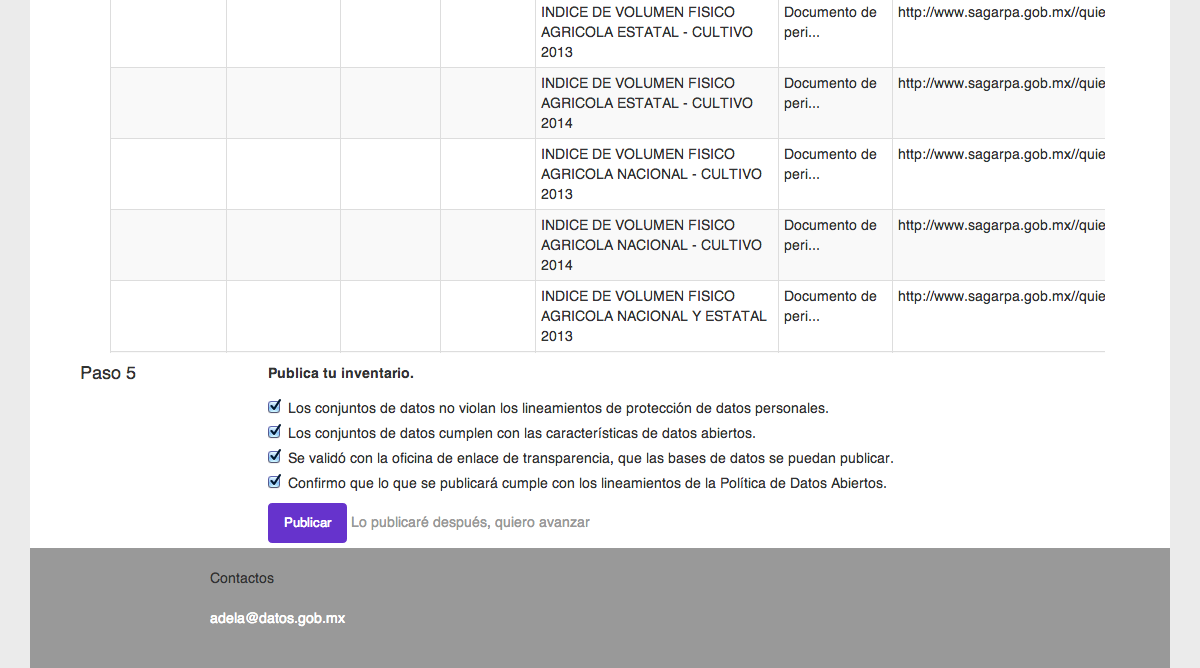 INDICE DE VOLUMEN FISICO
AGRICOLA ESTATAL - CULTIVO
2013
Documento de
peri...
http://www.sagarpa.gob.mx//quie
INDICE DE VOLUMEN FISICO
AGRICOLA ESTATAL - CULTIVO
2014
Documento de
peri...
http://www.sagarpa.gob.mx//quie
INDICE DE VOLUMEN FISICO
AGRICOLA NACIONAL - CULTIVO
2013
Documento de
peri...
http://www.sagarpa.gob.mx//quie
INDICE DE VOLUMEN FISICO
AGRICOLA NACIONAL - CULTIVO
2014
Documento de
peri...
http://www.sagarpa.gob.mx//quie
INDICE DE VOLUMEN FISICO
AGRICOLA NACIONAL Y ESTATAL
2013
Documento de
peri...
http://www.sagarpa.gob.mx//quie
Paso 5
Publica tu inventario.
Los conjuntos de datos no violan los lineamientos de protección de datos personales.
Los conjuntos de datos cumplen con las características de datos abiertos.
Se validó con la oficina de enlace de transparencia, que las bases de datos se puedan publicar.
Confirmo que lo que se publicará cumple con los lineamientos de la Política de Datos Abiertos.
Publicar Lo publicaré después, quiero avanzar
Contactos
adela@datos.gob.mx